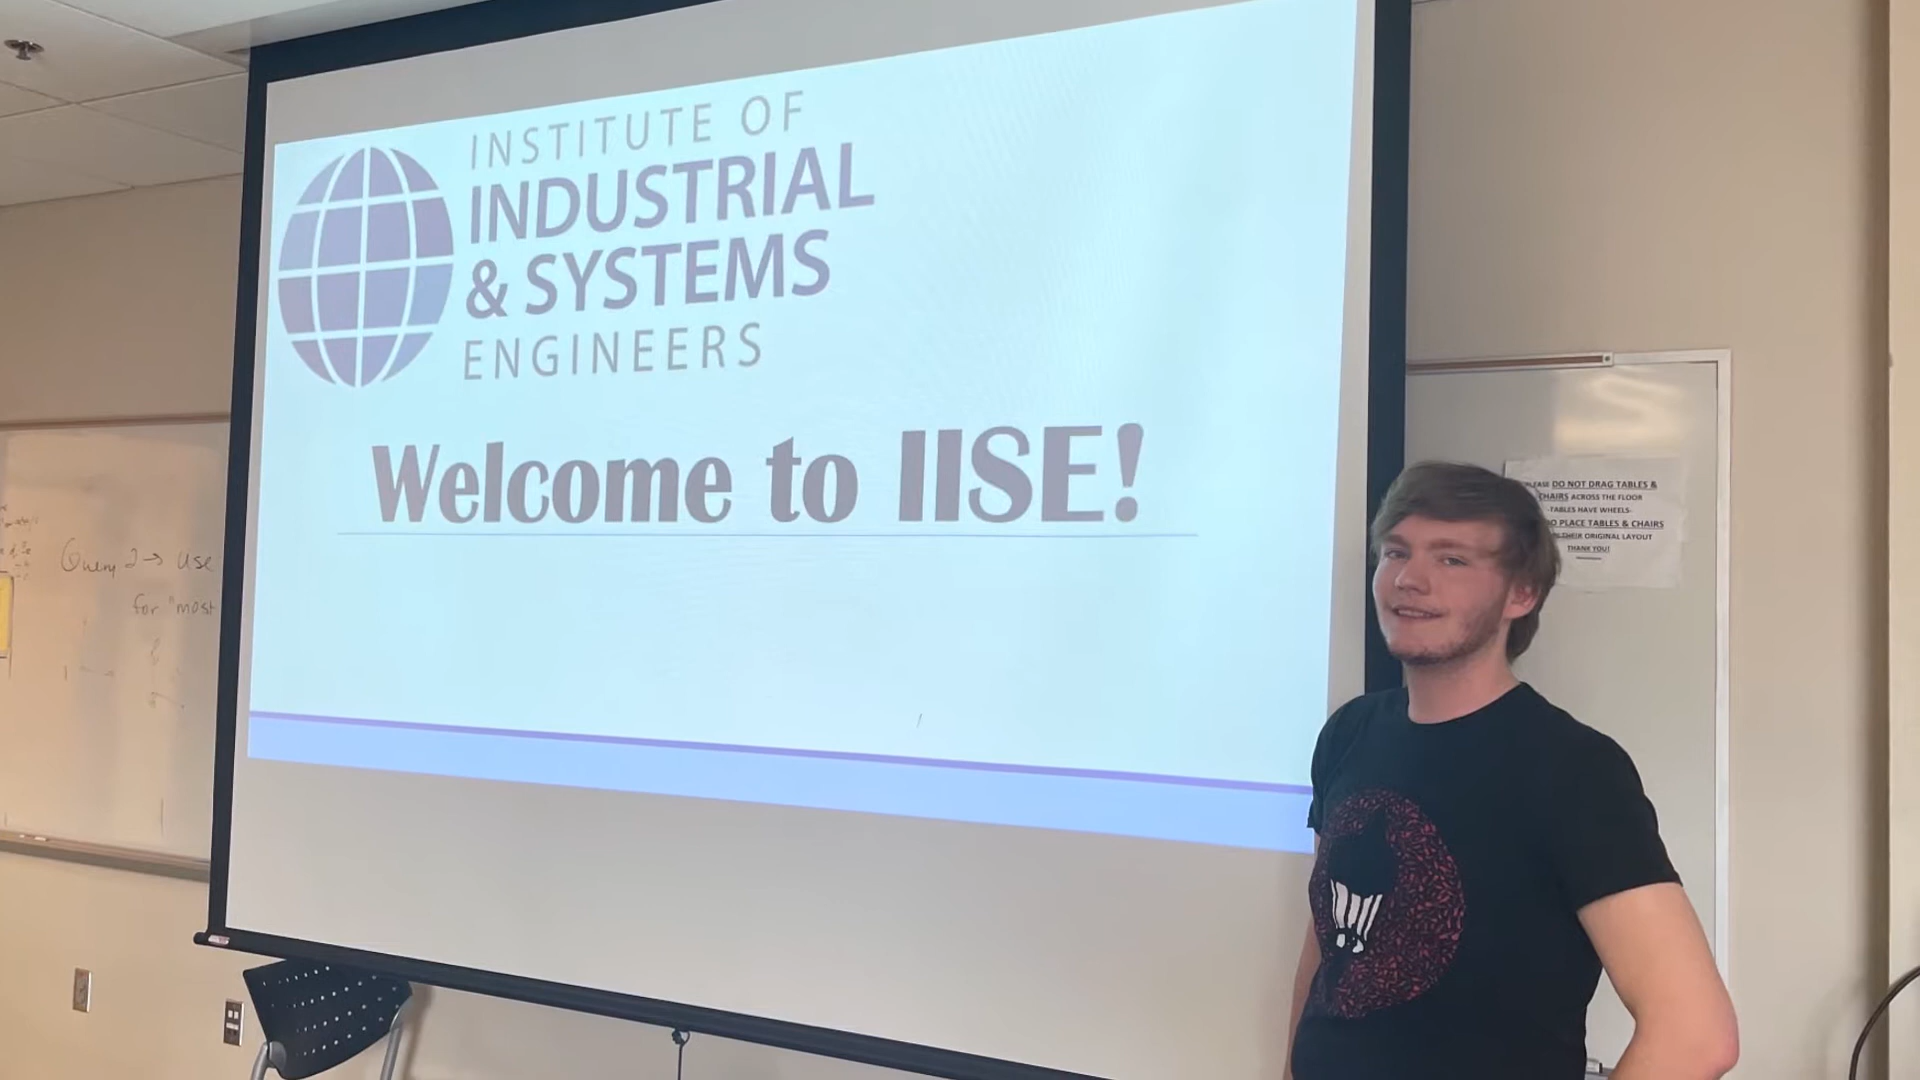 INSTITUTE OF
INDUSTRIAL
& SYSTEMS
ENGINEERS
Welcome to IISE!
Query 2 → use
for "most
PLEASE DO NOT DRAG TABLES &
CHAIRS ACROSS THE FLOOR
-TABLES HAVE WHEELS-
PLACE TABLES & CHAIRS
THEIR ORIGINAL LAYOUT
THANK YOU!